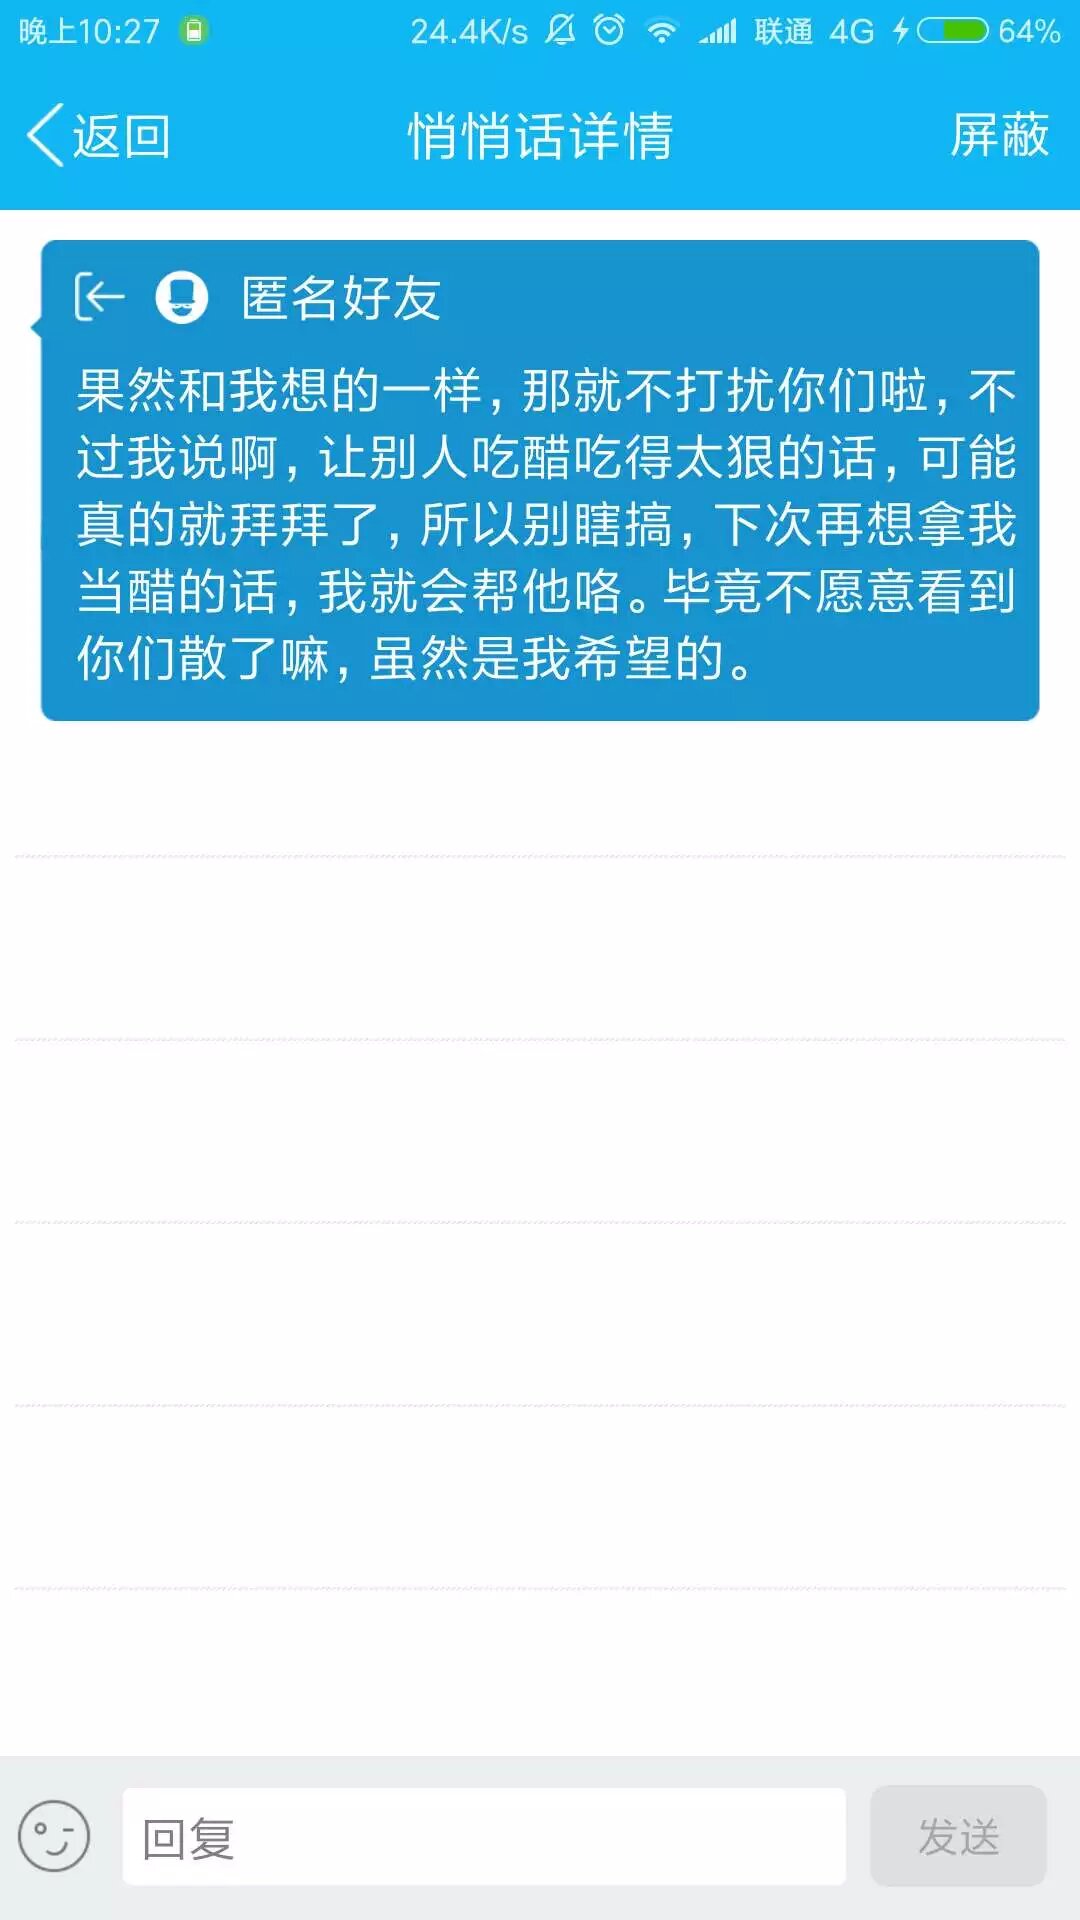 晚上10:27 24.4K/s 联通 4G 64%
返回 悄悄话详情 屏蔽
匿名好友
果然和我想的一样,那就不打扰你们啦,不
过我说啊,让别人吃醋吃得太狠的话,可能
真的就拜拜了,所以别瞎搞,下次再想拿我
当醋的话,我就会帮他咯。毕竟不愿意看到
你们散了嘛,虽然是我希望的。
回复 发送